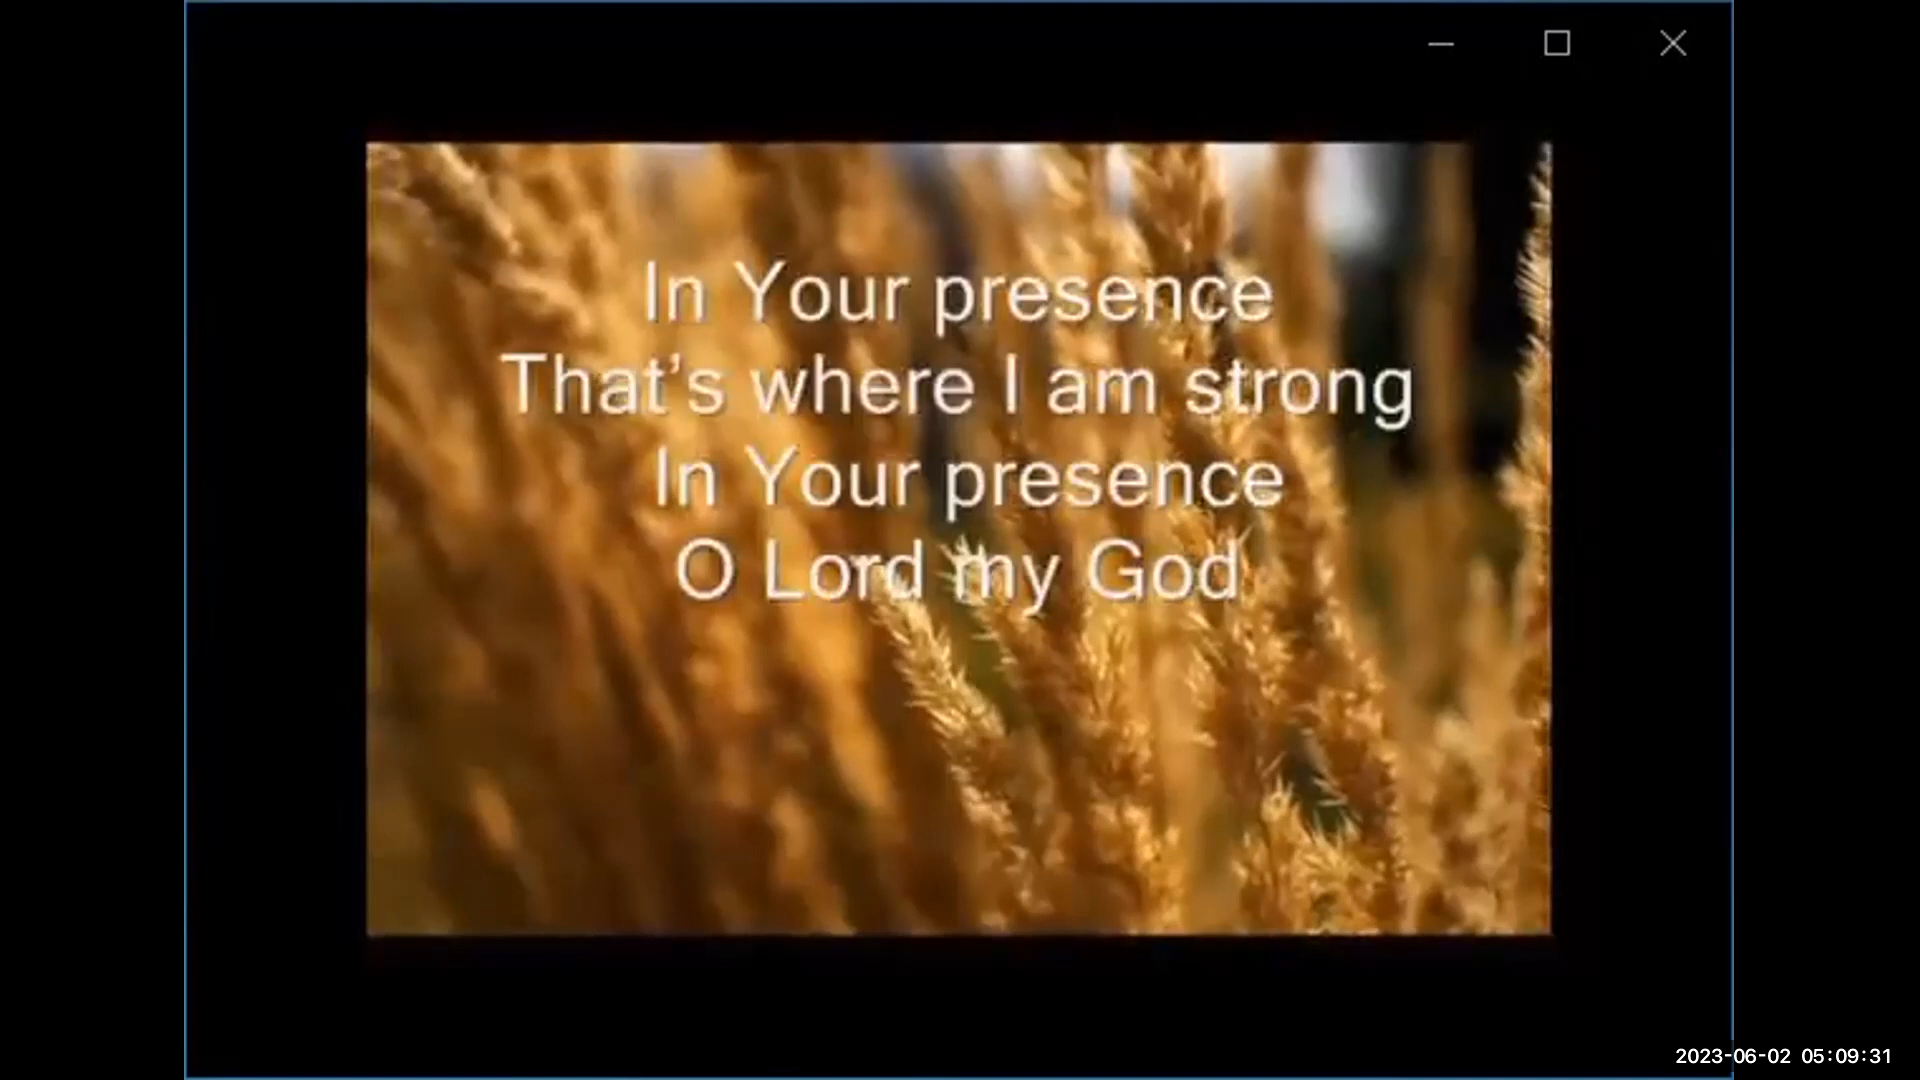 In Your presence
That’s where I am strong
In Your presence
O Lord my God
2023-06-02 05:09:31